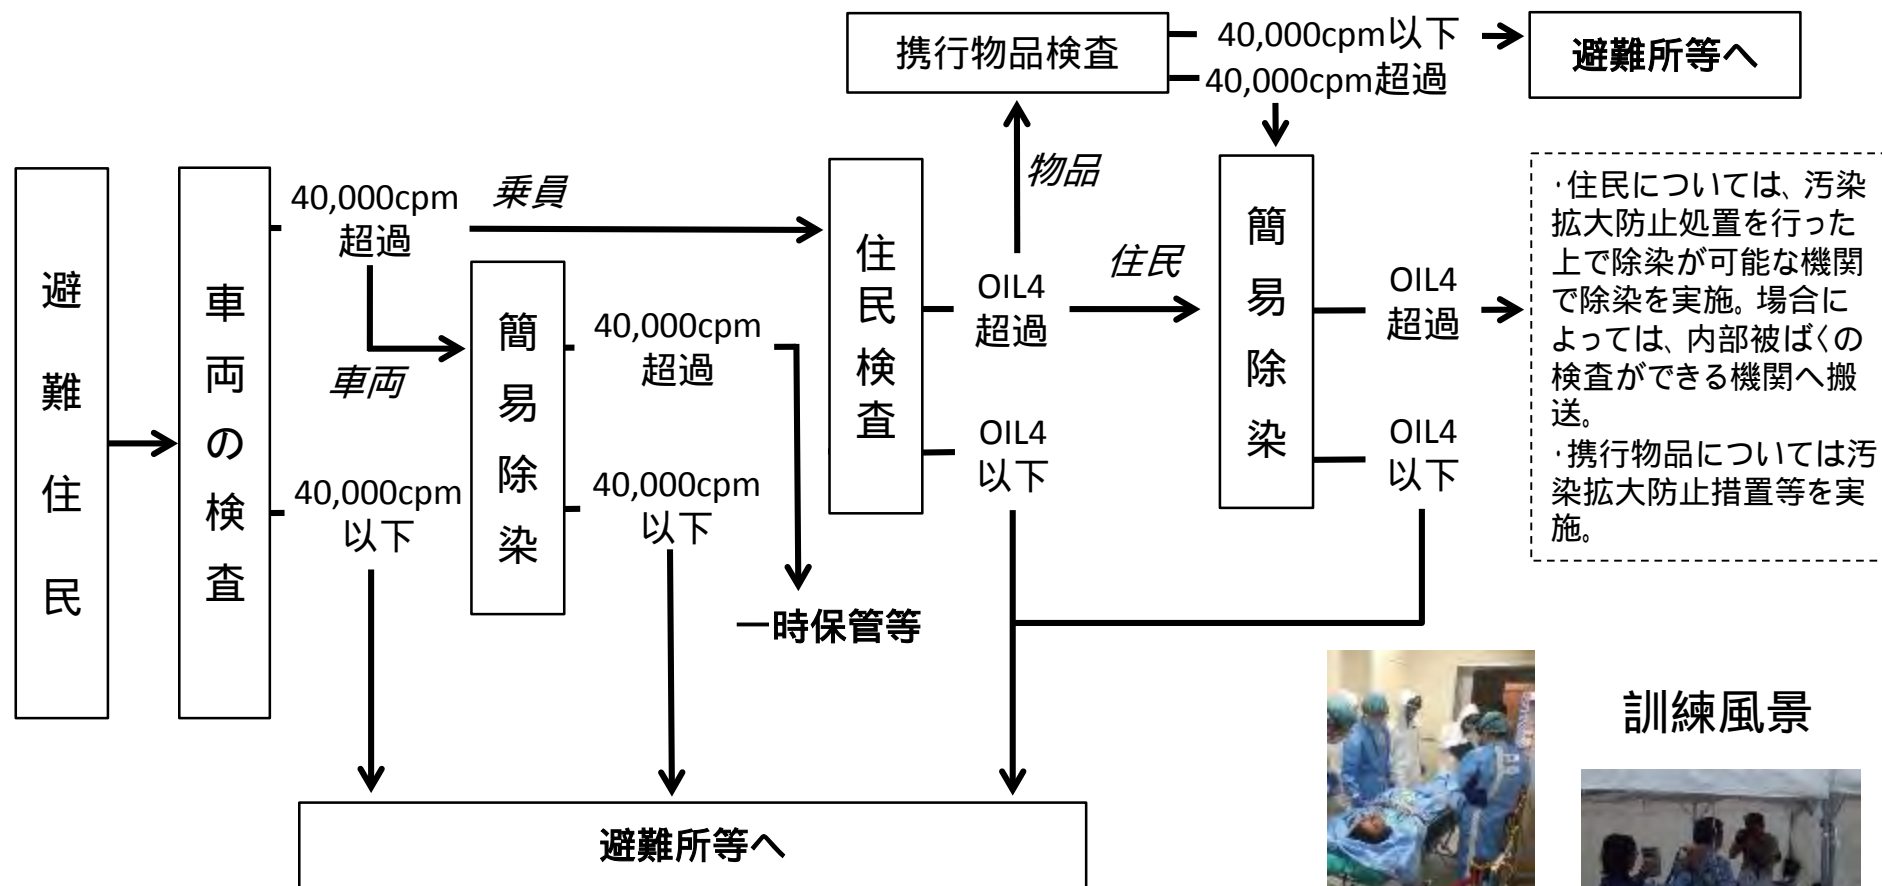 避難住民
車両の検査
40,000cpm
超過
乗員
車両
40,000cpm
以下
簡易除染
40,000cpm
超過
40,000cpm
以下
一時保管等
住民検査
OIL4
超過
OIL4
以下
物品
住民
携行物品検査
40,000cpm以下
40,000cpm超過
避難所等へ
簡易除染
OIL4
超過
OIL4
以下
・住民については、汚染
拡大防止処置を行った
上で除染が可能な機関
で除染を実施。場合に
よっては、内部被ばくの
検査ができる機関へ搬
送。
・携行物品については汚
染拡大防止措置等を実
施。
避難所等へ
訓練風景